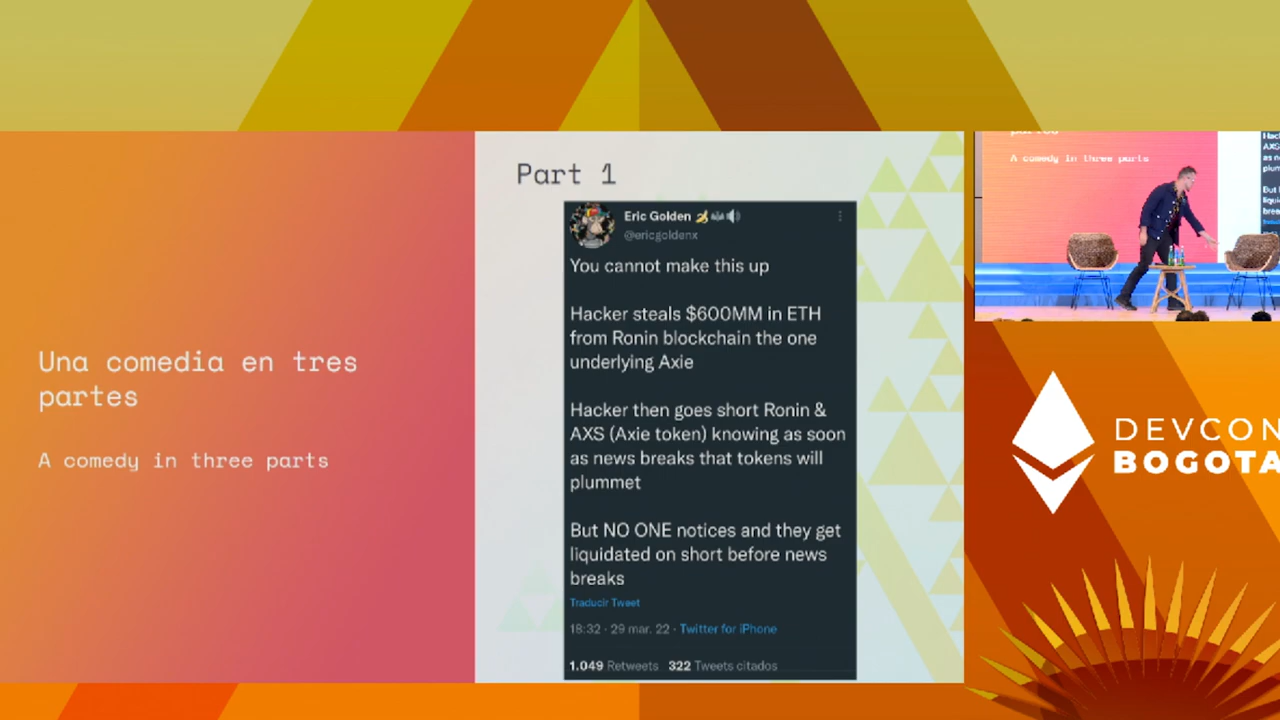 Una comedia en tres
partes
A comedy in three parts
Part 1
Eric Golden
@ericgoldenx
You cannot make this up
Hacker steals $600MM in ETH
from Ronin blockchain the one
underlying Axie
Hacker then goes short Ronin &
AXS (Axie token) knowing as soon
as news breaks that tokens will
plummet
But NO ONE notices and they get
liquidated on short before news
breaks
Traducir Tweet
18:32 · 29 mar. 22 · Twitter for iPhone
1.049 Retweets 322 Tweets citados
A comedy in three parts
DEVCON
BOGOTA